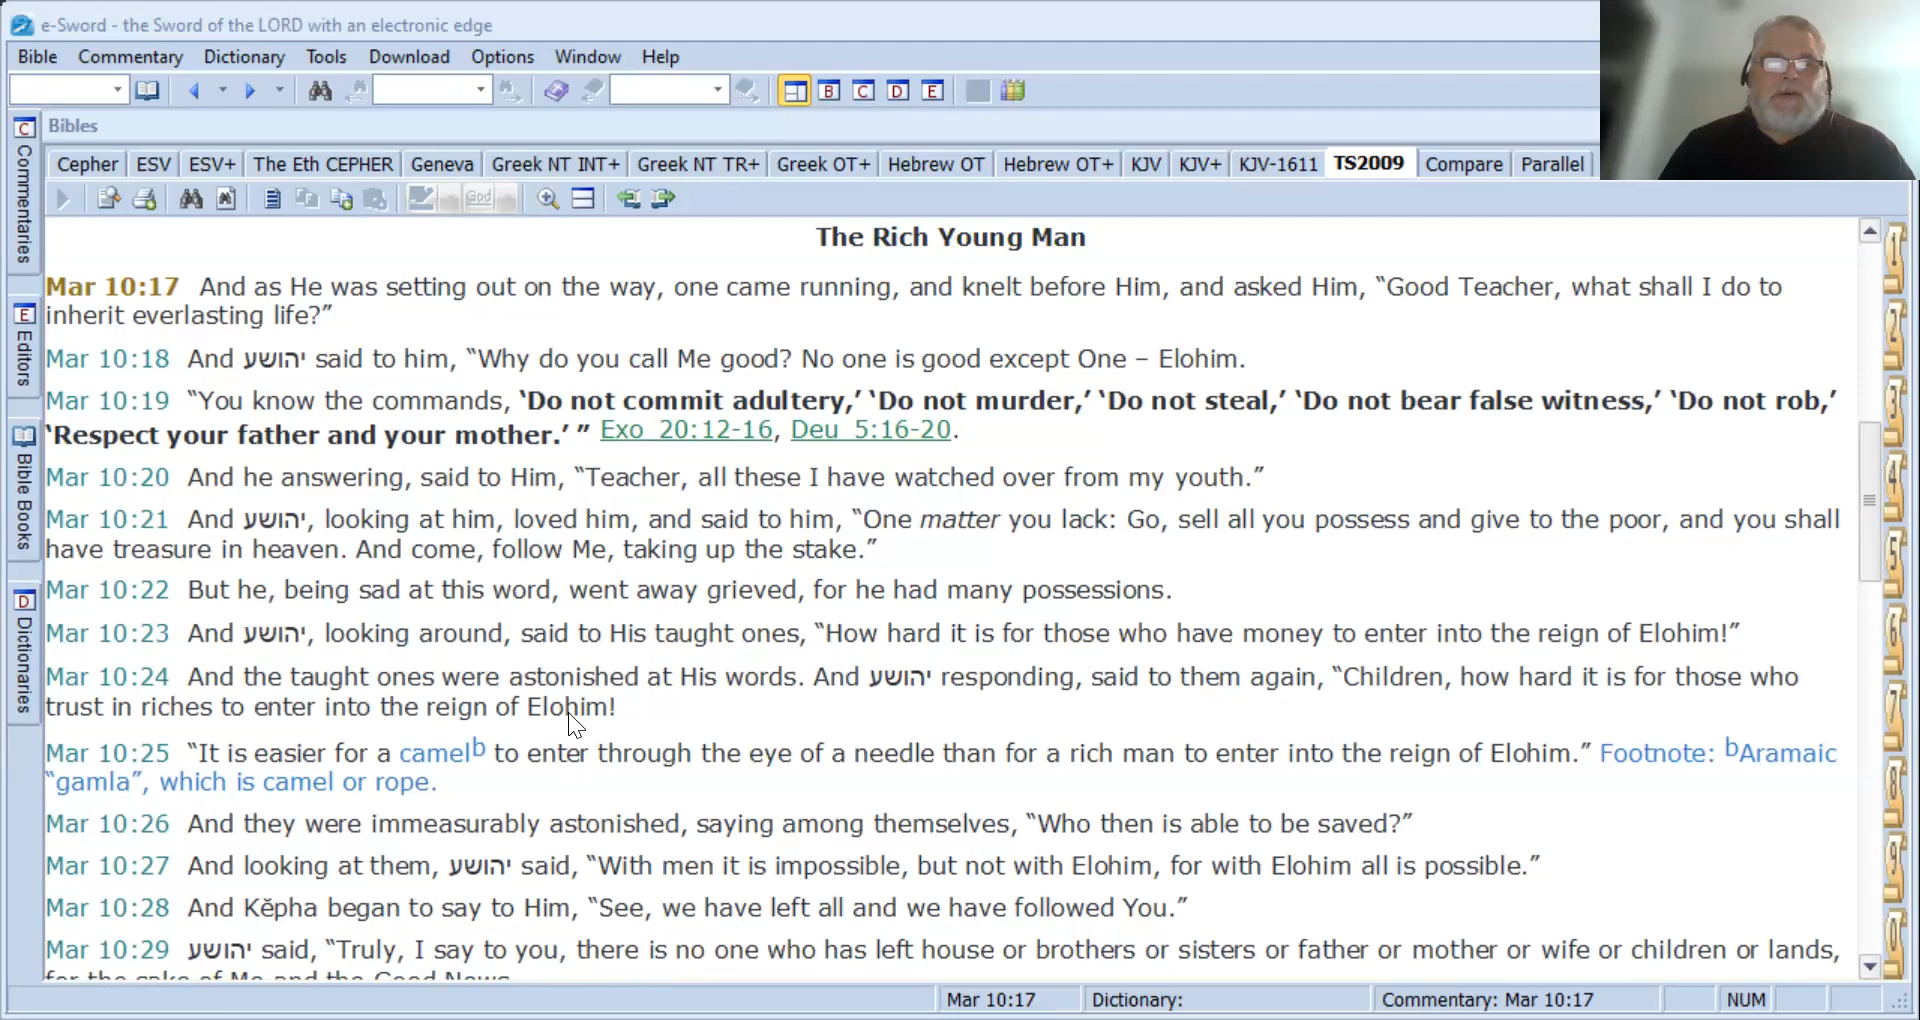 e-Sword - the Sword of the LORD with an electronic edge
Bible Commentary Dictionary Tools Download Options Window Help
B C D E
Bibles
Cepher ESV ESV+ The Eth CEPHER Geneva Greek NT INT+ Greek NT TR+ Greek OT+ Hebrew OT Hebrew OT+ KJV KJV+ KJV-1611 TS2009 Compare Parallel
God
C Commentaries
E Editors
Bible Books
D Dictionaries
The Rich Young Man
Mar 10:17 And as He was setting out on the way, one came running, and knelt before Him, and asked Him, “Good Teacher, what shall I do to
inherit everlasting life?”
Mar 10:18 And יהושע said to him, “Why do you call Me good? No one is good except One – Elohim.
Mar 10:19 “You know the commands, ‘Do not commit adultery,’ ‘Do not murder,’ ‘Do not steal,’ ‘Do not bear false witness,’ ‘Do not rob,’
‘Respect your father and your mother.’ ” Exo_20:12-16, Deu_5:16-20.
Mar 10:20 And he answering, said to Him, “Teacher, all these I have watched over from my youth.”
Mar 10:21 And יהושע, looking at him, loved him, and said to him, “One matter you lack: Go, sell all you possess and give to the poor, and you shall
have treasure in heaven. And come, follow Me, taking up the stake.”
Mar 10:22 But he, being sad at this word, went away grieved, for he had many possessions.
Mar 10:23 And יהושע, looking around, said to His taught ones, “How hard it is for those who have money to enter into the reign of Elohim!”
Mar 10:24 And the taught ones were astonished at His words. And יהושע responding, said to them again, “Children, how hard it is for those who
trust in riches to enter into the reign of Elohim!
Mar 10:25 “It is easier for a camelb to enter through the eye of a needle than for a rich man to enter into the reign of Elohim.” Footnote: bAramaic
“gamla”, which is camel or rope.
Mar 10:26 And they were immeasurably astonished, saying among themselves, “Who then is able to be saved?”
Mar 10:27 And looking at them, יהושע said, “With men it is impossible, but not with Elohim, for with Elohim all is possible.”
Mar 10:28 And Kĕpha began to say to Him, “See, we have left all and we have followed You.”
Mar 10:29 יהושע said, “Truly, I say to you, there is no one who has left house or brothers or sisters or father or mother or wife or children or lands,
for the sake of Me and the Good News
1
2
3
4
5
6
7
8
9
0
Mar 10:17 Dictionary: Commentary: Mar 10:17 NUM